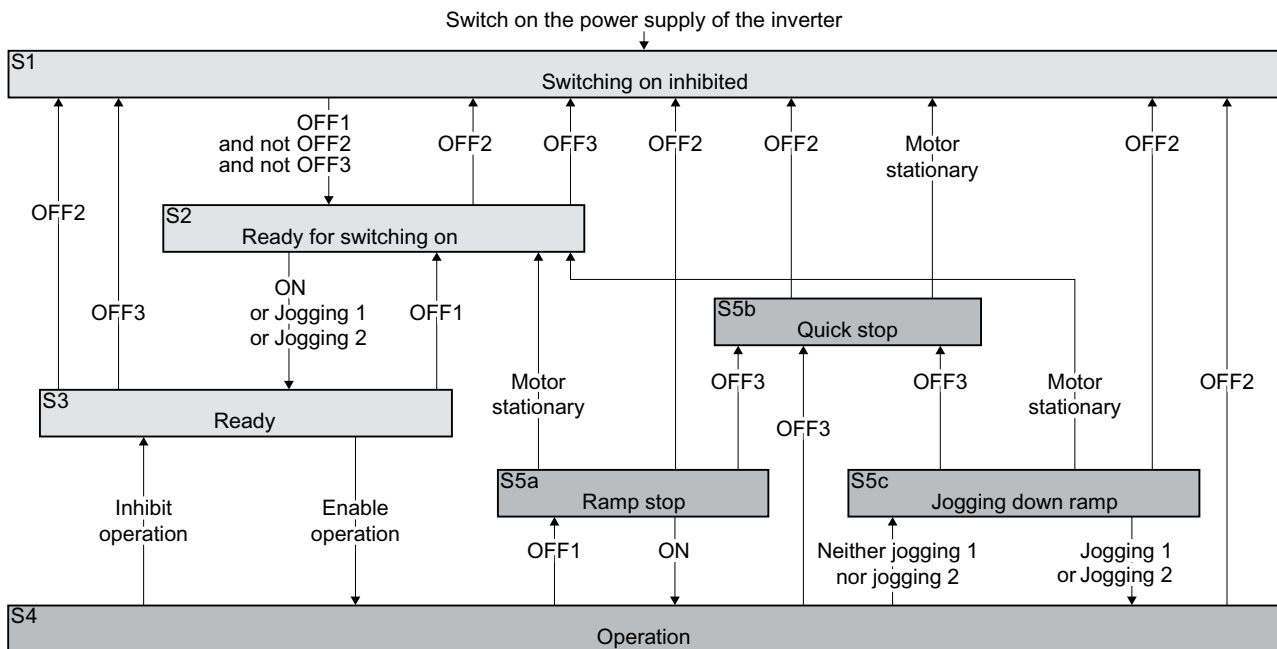 Switch on the power supply of the inverter
S1
Switching on inhibited
OFF1
and not OFF2
and not OFF3
OFF2
OFF3
OFF2
OFF2
Motor
stationary
OFF2
OFF2
S2
Ready for switching on
ON
or Jogging 1
or Jogging 2
OFF3
OFF1
S5b
Quick stop
Motor
stationary
OFF3
OFF3
Motor
stationary
OFF2
S3
Ready
OFF3
S5a
Ramp stop
S5c
Jogging down ramp
Inhibit
operation
Enable
operation
OFF1
ON
Neither jogging 1
nor jogging 2
Jogging 1
or Jogging 2
S4
Operation